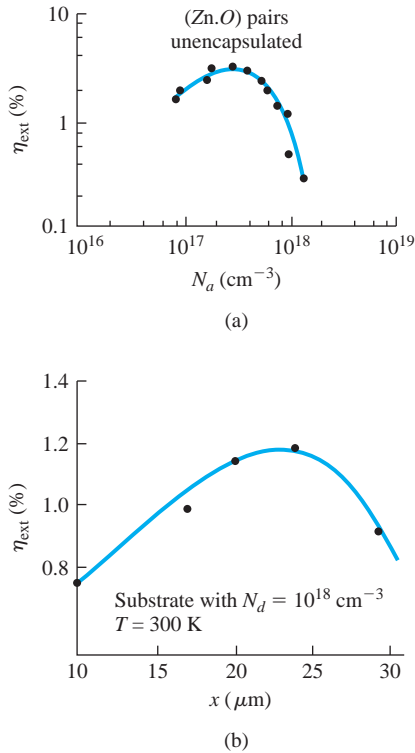 (Zn.O) pairs
unencapsulated
10
1
0.1
η_ext (%)
10^16 10^17 10^18 10^19
N_a (cm^−3)
(a)
1.4
1.2
1.0
0.8
η_ext (%)
Substrate with N_d = 10^18 cm^−3
T = 300 K
10 15 20 25 30
x (μm)
(b)